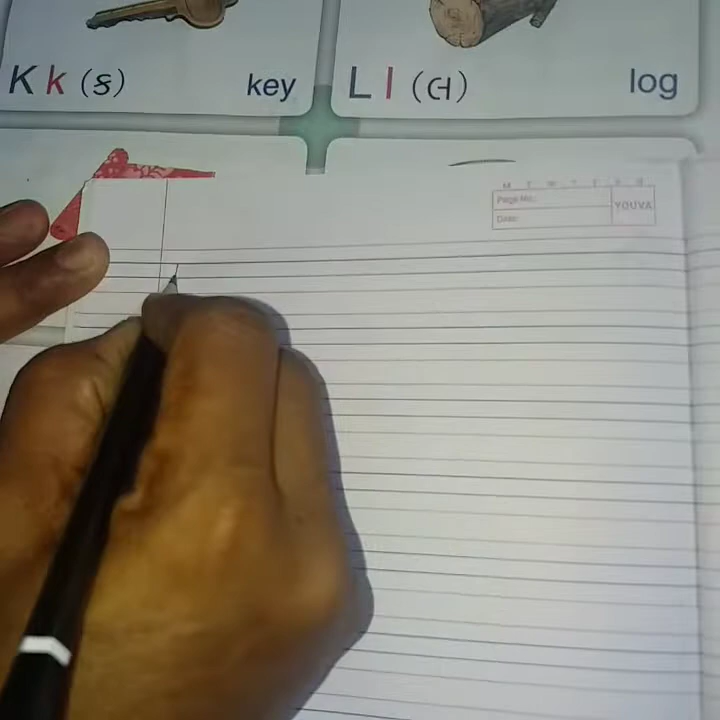 K k (ક) key
L l (લ) log
M T W T F S S
Page No.:
YOUVA
Date: